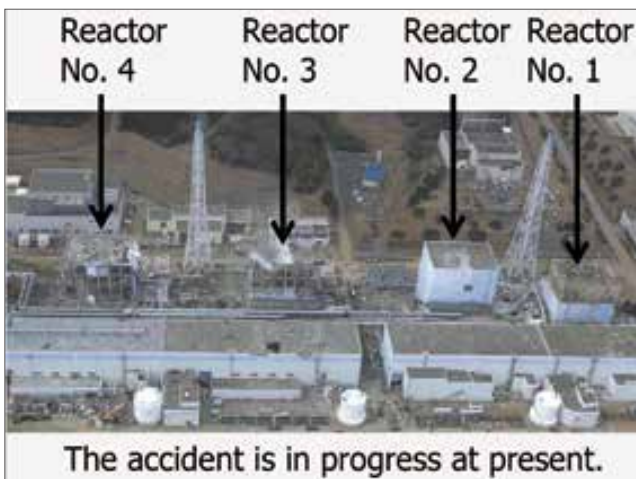 Reactor No. 4
Reactor No. 3
Reactor No. 2
Reactor No. 1
The accident is in progress at present.